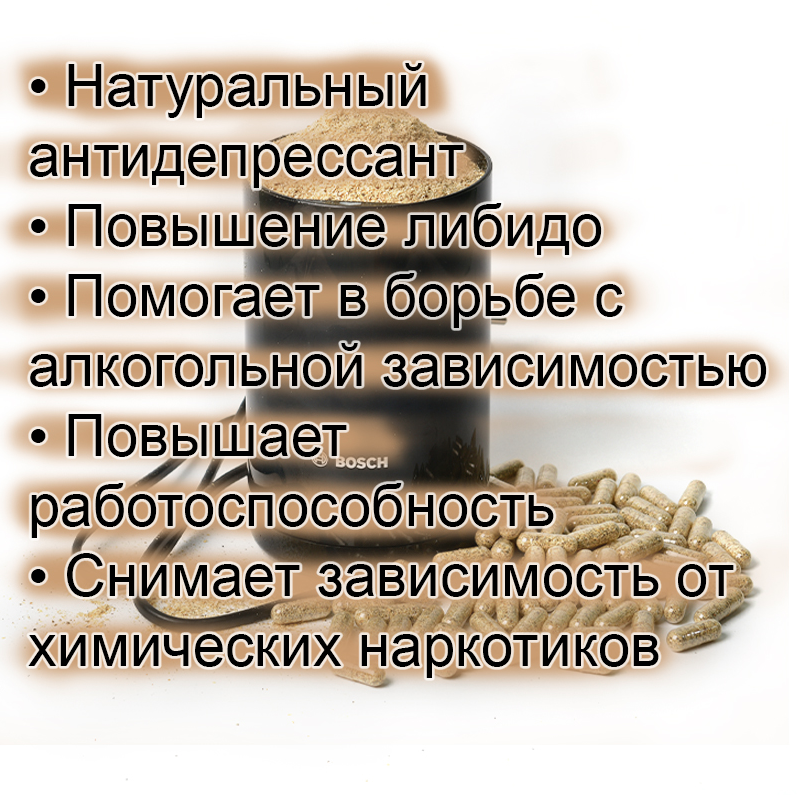 • Натуральный
антидепрессант
• Повышение либидо
• Помогает в борьбе с
алкогольной зависимостью
• Повышает
BOSCH
работоспособность
• Снимает зависимость от
химических наркотиков